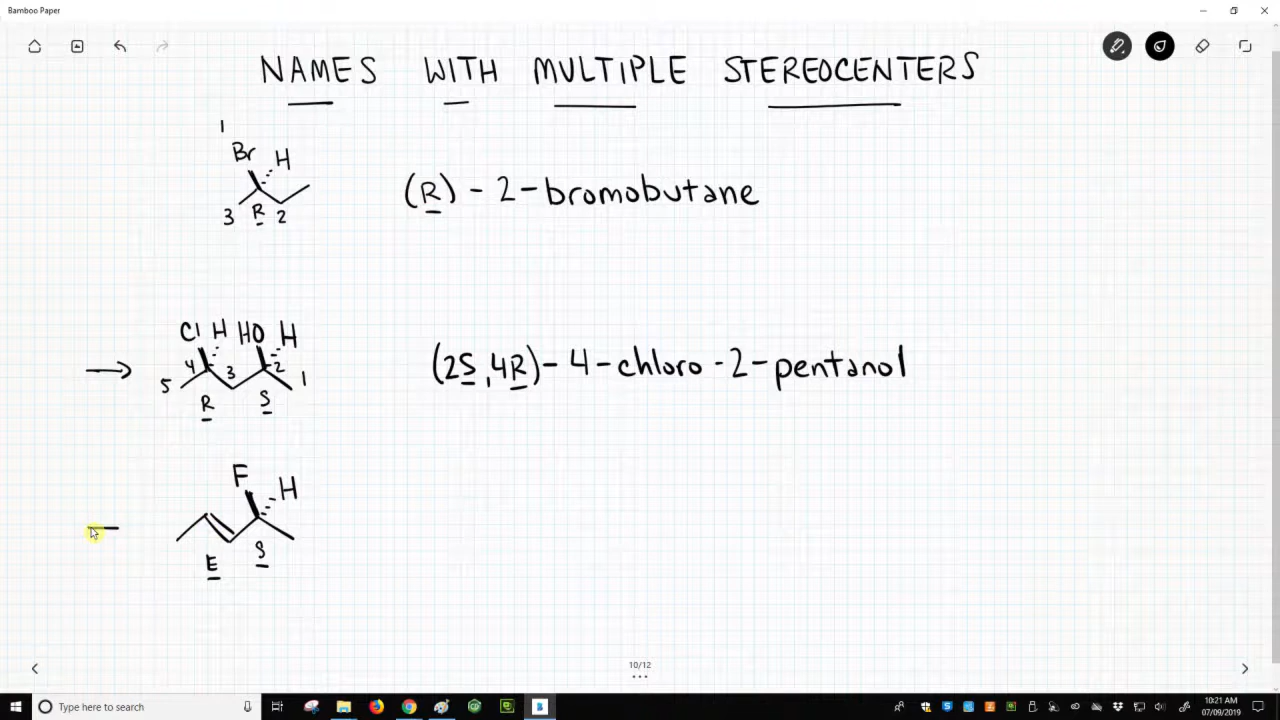 Bamboo Paper
NAMES WITH MULTIPLE STEREOCENTERS
1
Br H
3 R 2
(R) - 2 - bromobutane
Cl H HO H
5 4 3 2 1
R S
(2S, 4R) - 4 - chloro - 2 - pentanol
F H
E S
10/12
Type here to search
10:21 AM
07/09/2019